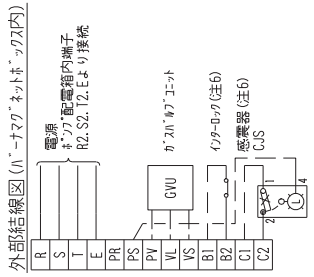 外部結線図(バーナマグネットボックス内)
電源
ポンプ配電箱内端子
R2.S2.T2.Eより接続
R
S
T
E
PR
PS
PV
VL
VS
B1
B2
C1
C2
GVU
ガスバルブユニット
インターロック(注6)
感震器(注6)
CJS
1
2
L
4